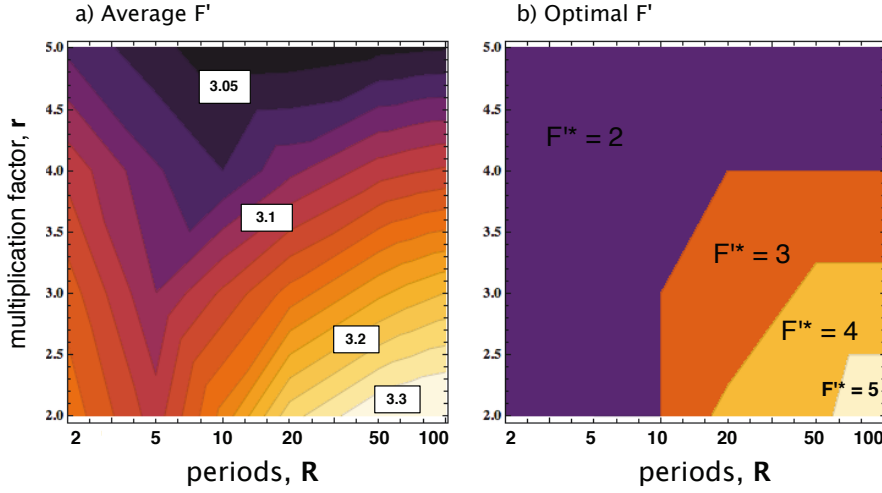 a) Average F'
b) Optimal F'
multiplication factor, r
5.0
4.5
4.0
3.5
3.0
2.5
2.0
3.05
3.1
3.2
3.3
2 5 10 20 50 100
periods, R
5.0
4.5
4.0
3.5
3.0
2.5
2.0
F'* = 2
F'* = 3
F'* = 4
F'* = 5
2 5 10 20 50 100
periods, R